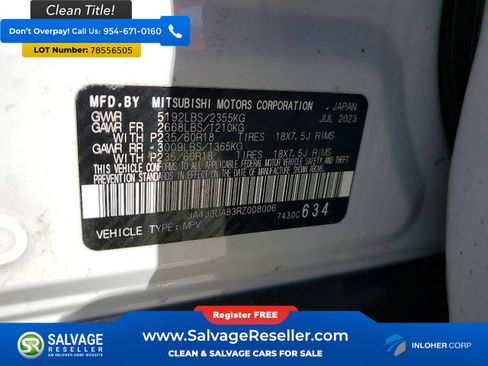 Clean Title!
Don't Overpay! Call Us: 954-671-0160
LOT Number: 78556505
MFD.BY MITSUBISHI MOTORS CORPORATION, JAPAN
GVWR 5192LBS/2355KG JUL 2023
GAWR FR 2668LBS/1210KG
WITH P235/60R18 TIRES 18X7.5J RIMS
GAWR RR 3009LBS/1365KG
WITH P235/60R18 TIRES 18X7.5J RIMS
THIS VEHICLE CONFORMS TO ALL APPLICABLE FEDERAL MOTOR VEHICLE SAFETY AND THEFT PREVENTION STANDARDS IN EFFECT ON THE DATE OF MANUFACTURE SHOWN ABOVE.
JA4J3UA83RZ008006
7430C 634
VEHICLE TYPE: MPV
Register FREE!
SALVAGE
RESELLER
AN INLOHER CORP WEBSITE
www.SalvageReseller.com
CLEAN & SALVAGE CARS FOR SALE
INLOHER CORP